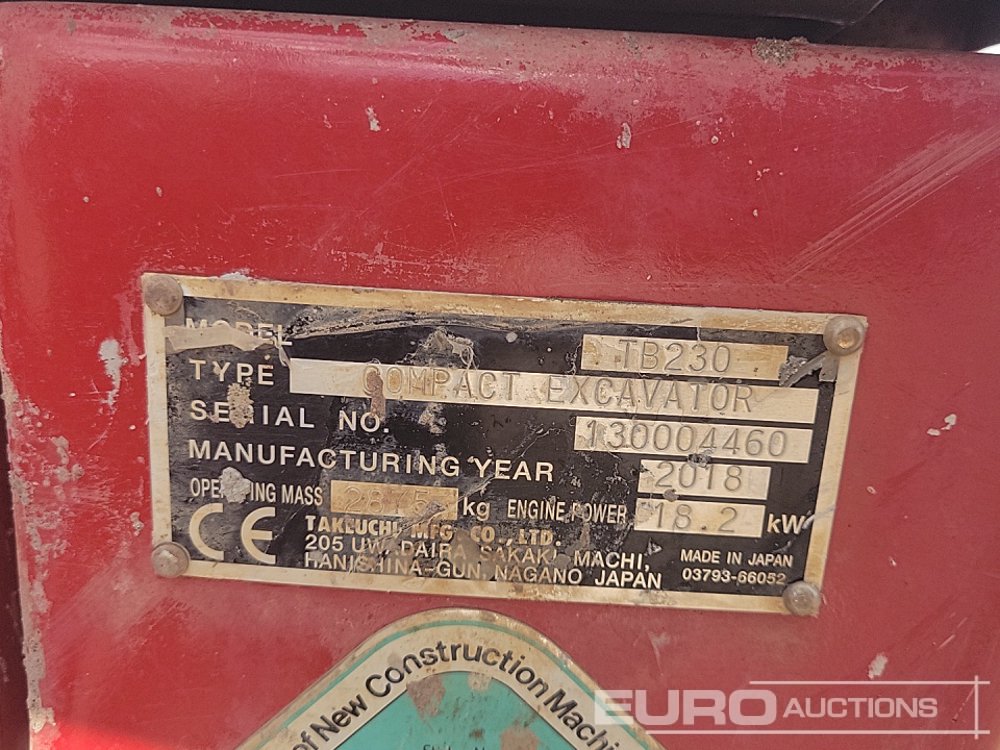 MODEL TB230
TYPE COMPACT EXCAVATOR
SERIAL NO. 130004460
MANUFACTURING YEAR 2018
OPERATING MASS kg ENGINE POWER 18.2 kW
CE TAKEUCHI MFG. CO.,LTD.
205 UWADAIRA SAKAKI MACHI,
HANISHINA-GUN, NAGANO JAPAN
MADE IN JAPAN
03793-66052
of New Construction Machin
EURO AUCTIONS